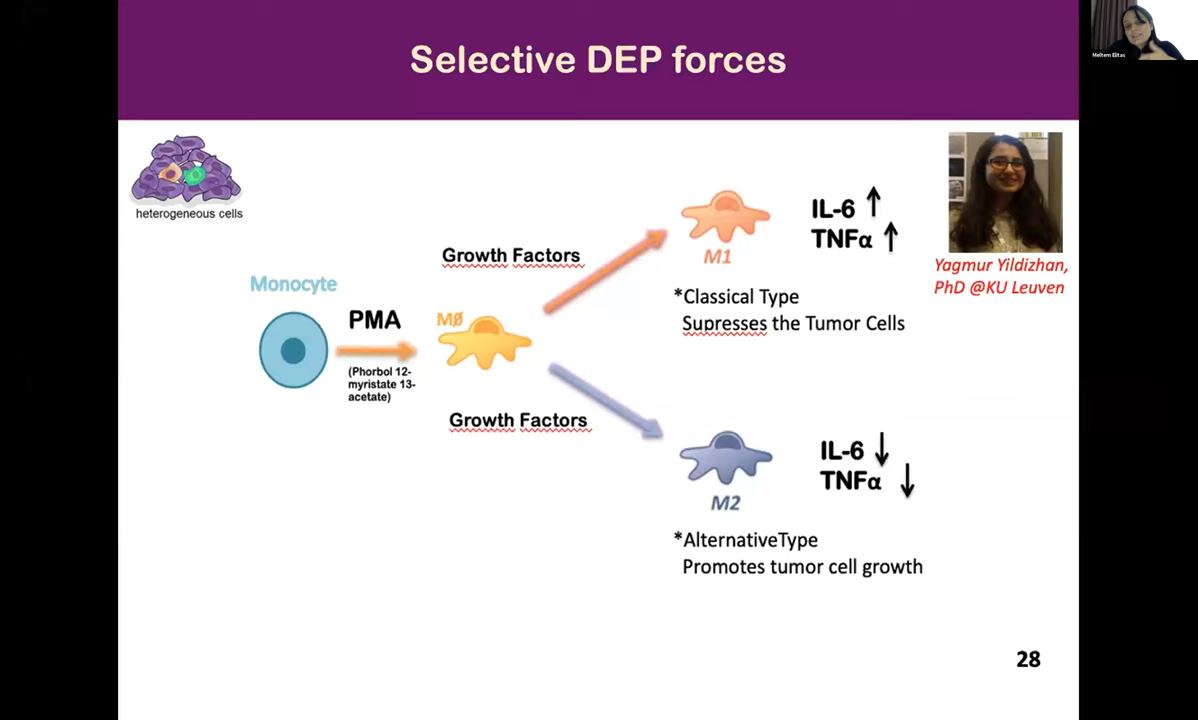 Selective DEP forces
Meltem Elitas
heterogeneous cells
Monocyte
PMA
(Phorbol 12-
myristate 13-
acetate)
MØ
Growth Factors
Growth Factors
M1
IL-6 ↑
TNFα ↑
*Classical Type
Supresses the Tumor Cells
Yagmur Yildizhan,
PhD @KU Leuven
M2
IL-6 ↓
TNFα ↓
*AlternativeType
Promotes tumor cell growth
28